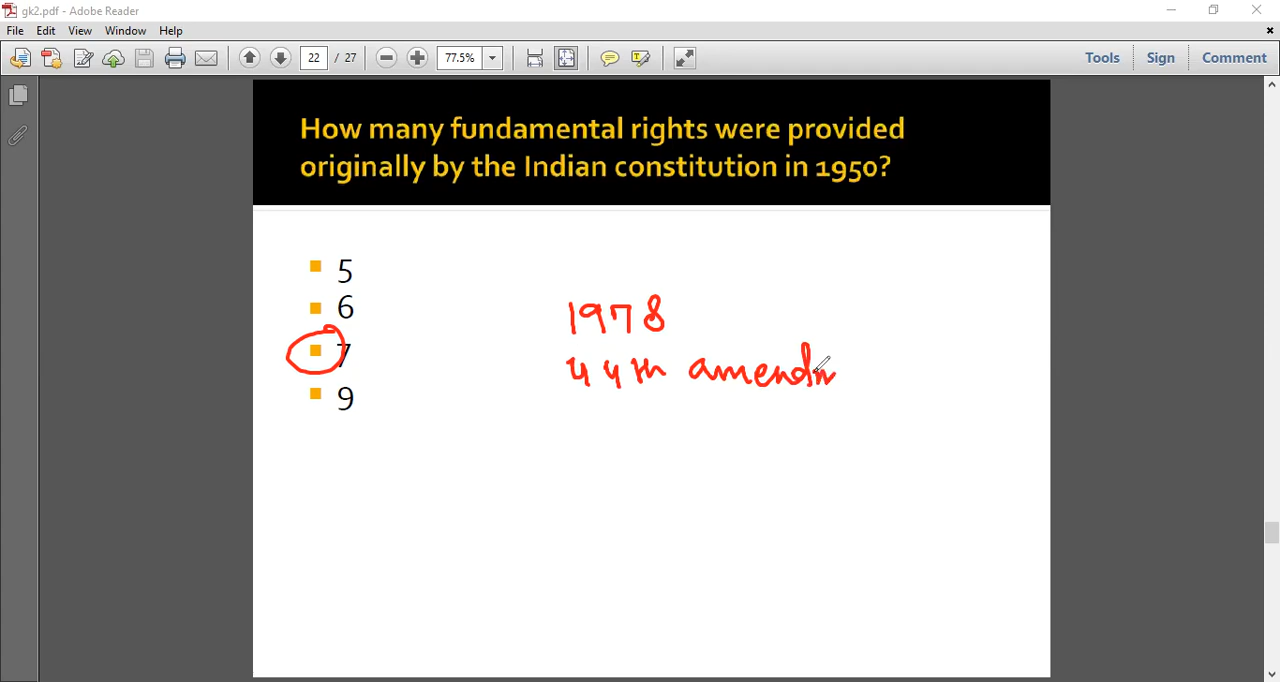 gk2.pdf - Adobe Reader
File Edit View Window Help
22 / 27 77.5% Tools Sign Comment
How many fundamental rights were provided
originally by the Indian constitution in 1950?
5
6
7
9
1978
44th amendm